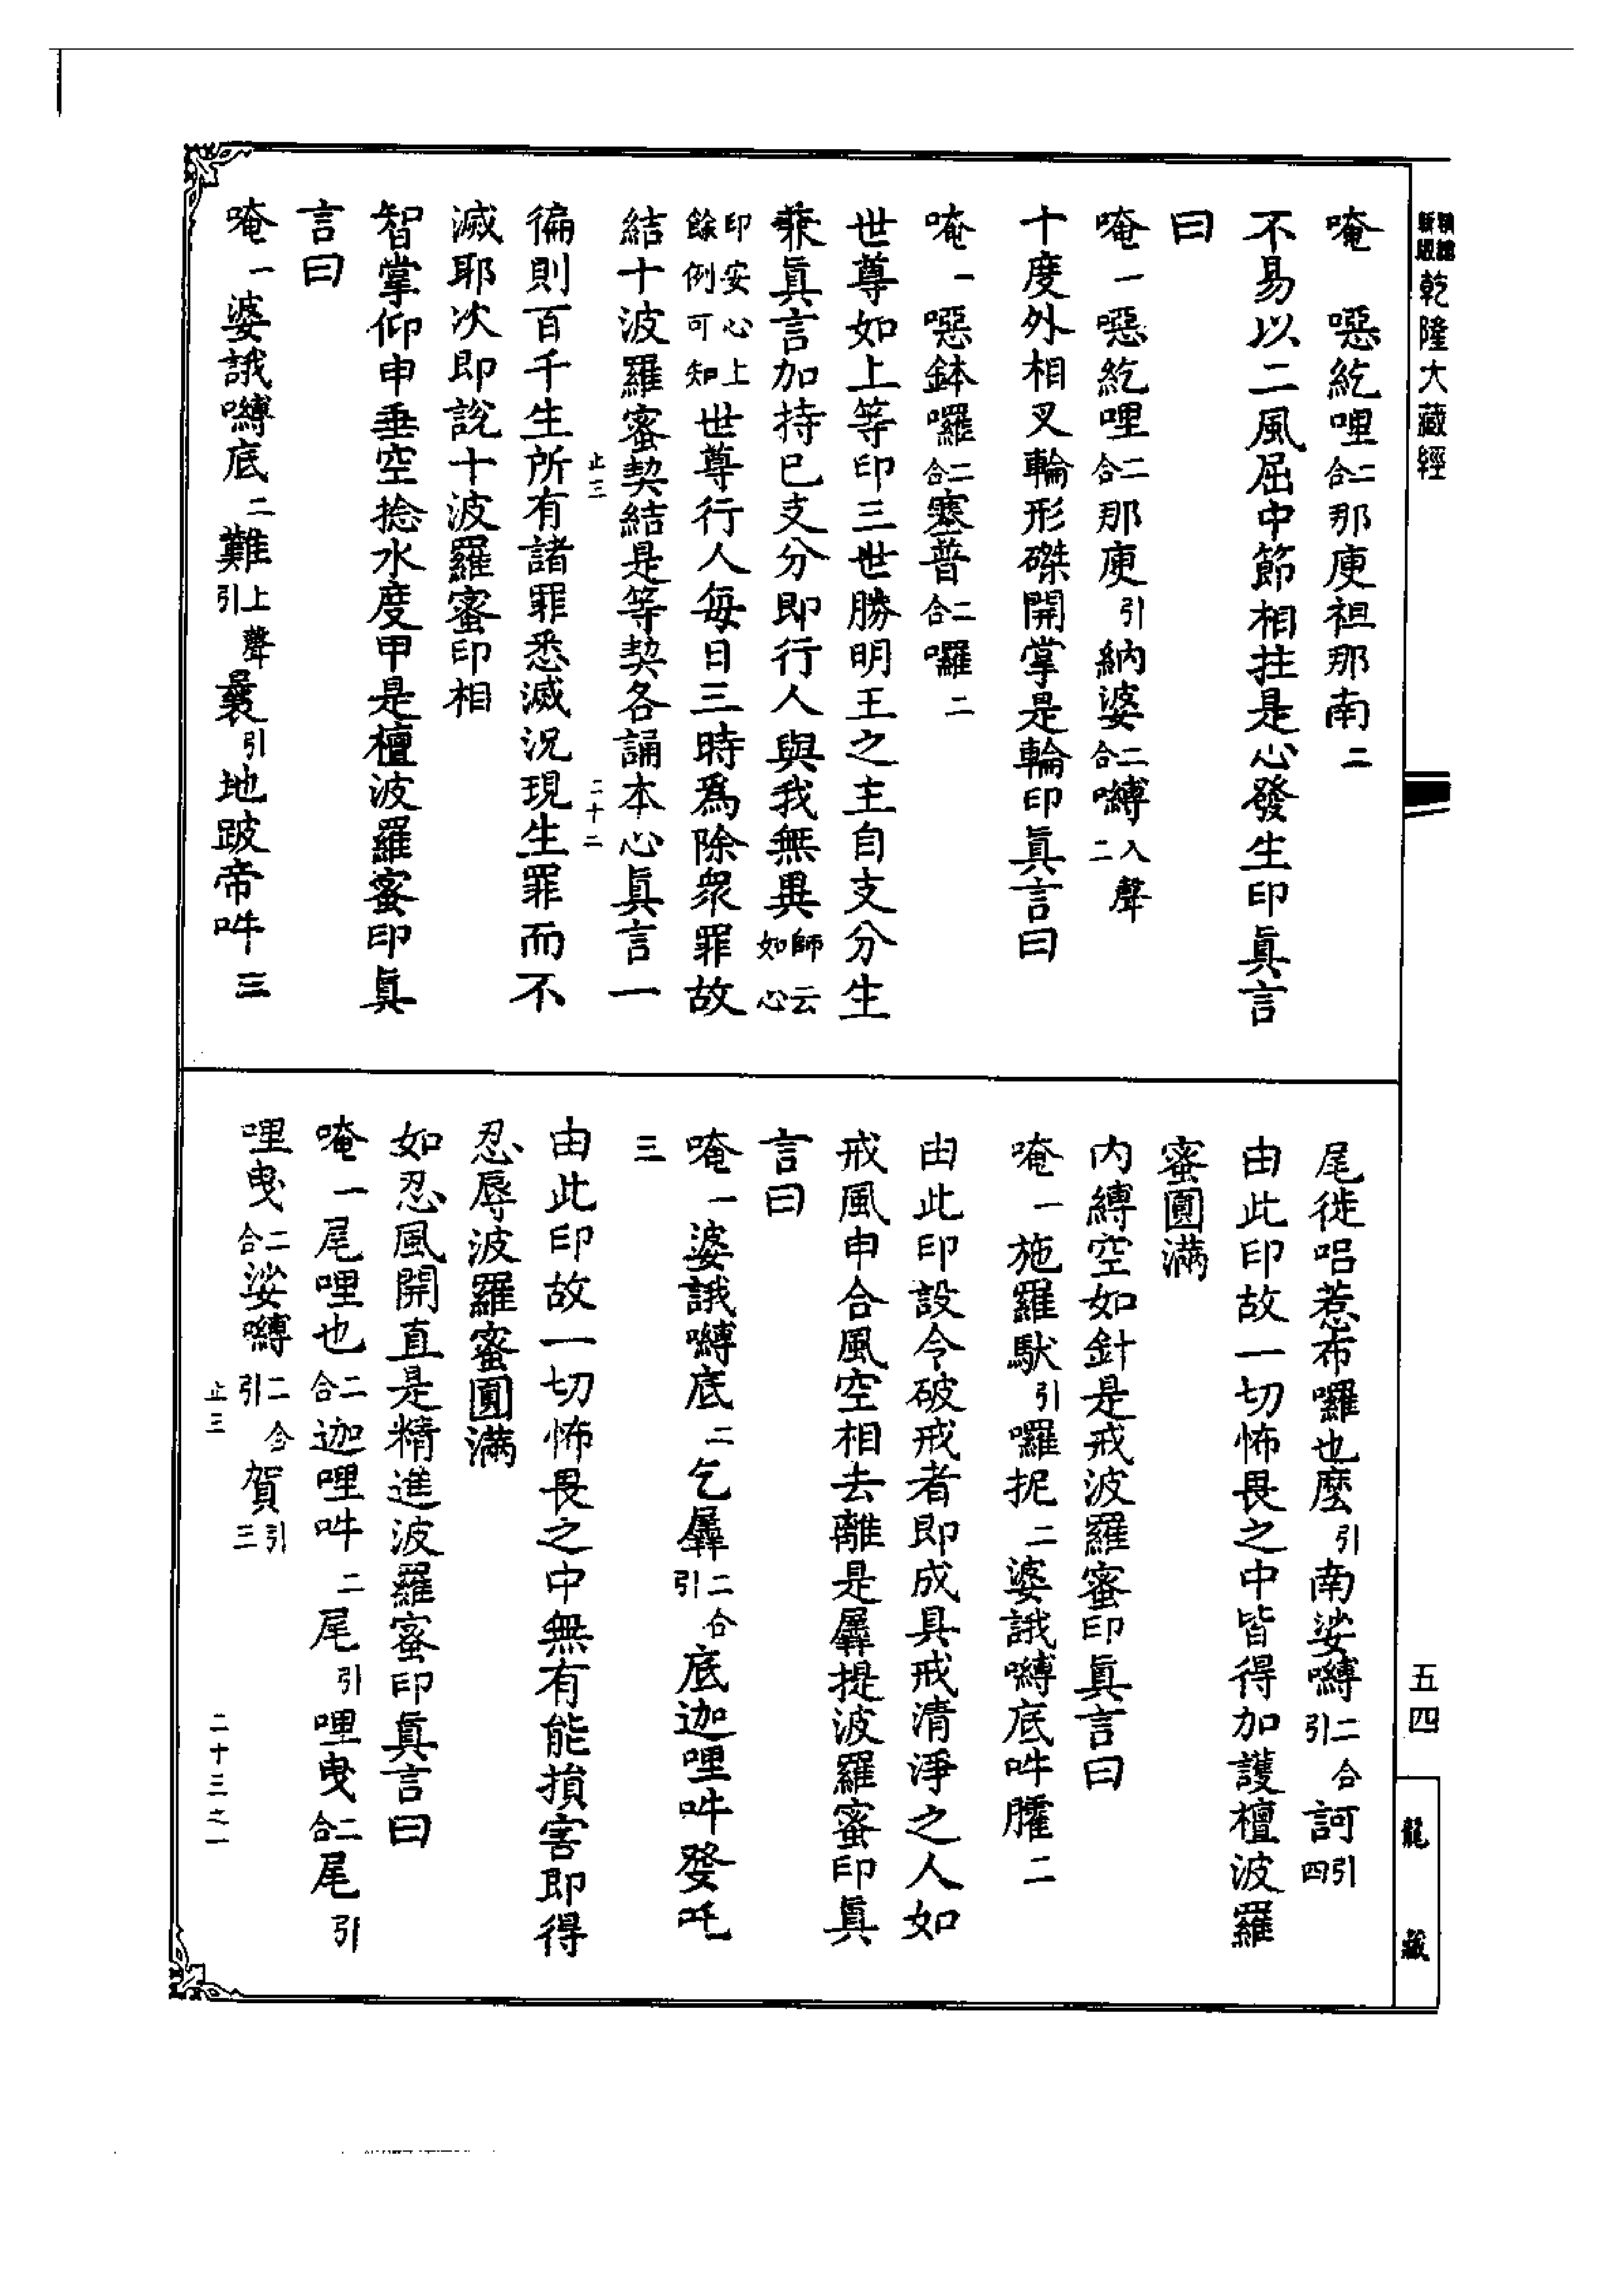 乾隆大藏經
唵 噁紇哩二合那庾袒那南二
不易以二風屈中節相拄是心發生印真言
曰
唵一噁紇哩二合那庾引納婆二合嚩入聲二
十度外相叉輪形磔開掌是輪印真言曰
唵一噁鉢囉二合塞普二合囉二
世尊如上等印三世勝明王之主自支分生
兼真言加持已支分即行人與我無異師云如心
印安心上餘例可知世尊行人每日三時爲除衆罪故
結十波羅蜜契結是等契各誦本心真言一
止三 二十二
徧則百千生所有諸罪悉滅況現生罪而不
滅耶次即說十波羅蜜印相
智掌仰申垂空捻水度甲是檀波羅蜜印真
言曰
唵一婆誐嚩底二難上聲引曩引地跛帝吽三
尾徙㗛惹布囉也麼引南娑嚩二合引訶引四
由此印故一切怖畏之中皆得加護檀波羅
蜜圓滿
內縛空如針是戒波羅蜜印真言曰
唵一施羅馱引囉抳二婆誐嚩底吽臛二
由此印設令破戒者即成具戒清淨之人如
戒風申合風空相去離是羼提波羅蜜印真
言曰
唵一婆誐嚩底二乞羼二合引底迦哩吽發吒
三
由此印故一切怖畏之中無有能損害即得
忍辱波羅蜜圓滿
如忍風開直是精進波羅蜜印真言曰
唵一尾哩也二合迦哩吽二尾引哩曳二合尾引
哩曳二合娑嚩二合引賀引三
止三 二十三之一
五四
龍藏